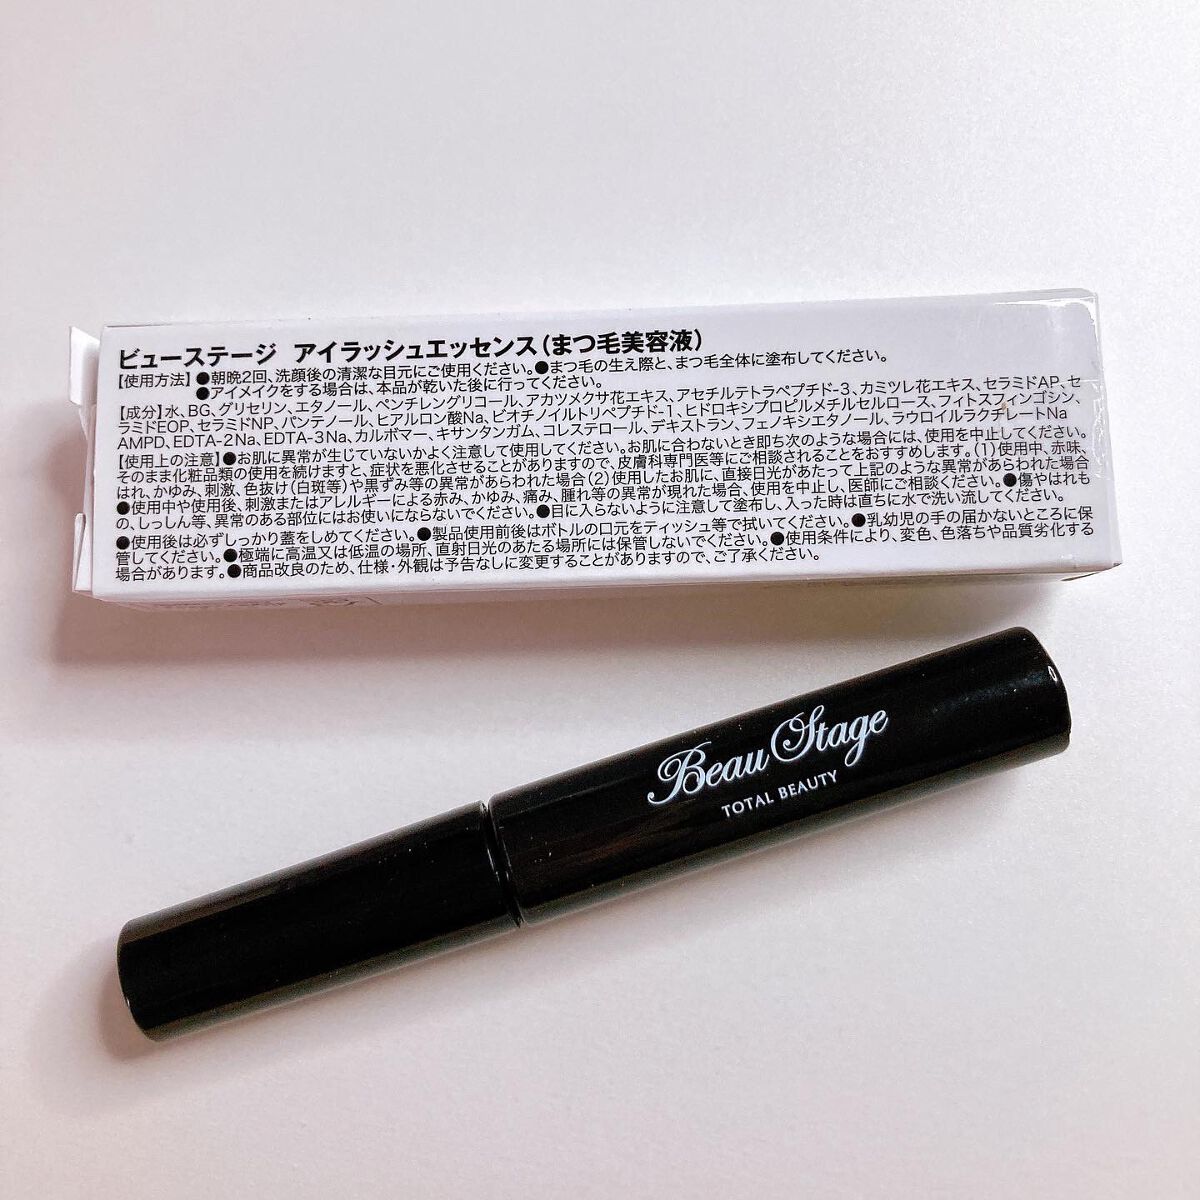 ビューステージ アイラッシュエッセンス(まつ毛美容液)
【使用方法】●朝晩2回、洗顔後の清潔な目元にご使用ください。●まつ毛の生え際と、まつ毛全体に塗布してください。
●アイメイクをする場合は、本品が乾いた後に行ってください。
【成分】水、BG、グリセリン、エタノール、ペンチレングリコール、アカツメクサ花エキス、アセチルテトラペプチド-3、カミツレ花エキス、セラミドAP、セ
ラミドEOP、セラミドNP、パンテノール、ヒアルロン酸Na、ビオチノイルトリペプチド-1、ヒドロキシプロピルメチルセルロース、フィトスフィンゴシン、
AMPD、EDTA-2Na、EDTA-3Na、カルボマー、キサンタンガム、コレステロール、デキストラン、フェノキシエタノール、ラウロイルラクチレートNa
【使用上の注意】●お肌に異常が生じていないかよく注意して使用してください。お肌に合わないとき即ち次のような場合には、使用を中止してください。
そのまま化粧品類の使用を続けますと、症状を悪化させることがありますので、皮膚科専門医等にご相談されることをおすすめします。(1)使用中、赤味、
はれ、かゆみ、刺激、色抜け(白斑等)や黒ずみ等の異常があらわれた場合(2)使用したお肌に、直接日光があたって上記のような異常があらわれた場合
●使用中や使用後、刺激またはアレルギーによる赤み、かゆみ、痛み、腫れ等の異常が現れた場合、使用を中止し、医師にご相談ください。●傷やはれも
の、しっしん等、異常のある部位にはお使いにならないでください。●目に入らないように注意して塗布し、入った時は直ちに水で洗い流してください。
●使用後は必ずしっかり蓋をしめてください。●製品使用前後はボトルの口元をティッシュ等で拭いてください。●乳幼児の手の届かないところに保
管してください。●極端に高温又は低温の場所、直射日光のあたる場所には保管しないでください。●使用条件により、変色、色落ちや品質劣化する
場合があります。●商品改良のため、仕様・外観は予告なしに変更することがありますので、ご了承ください。
Beau Stage
TOTAL BEAUTY